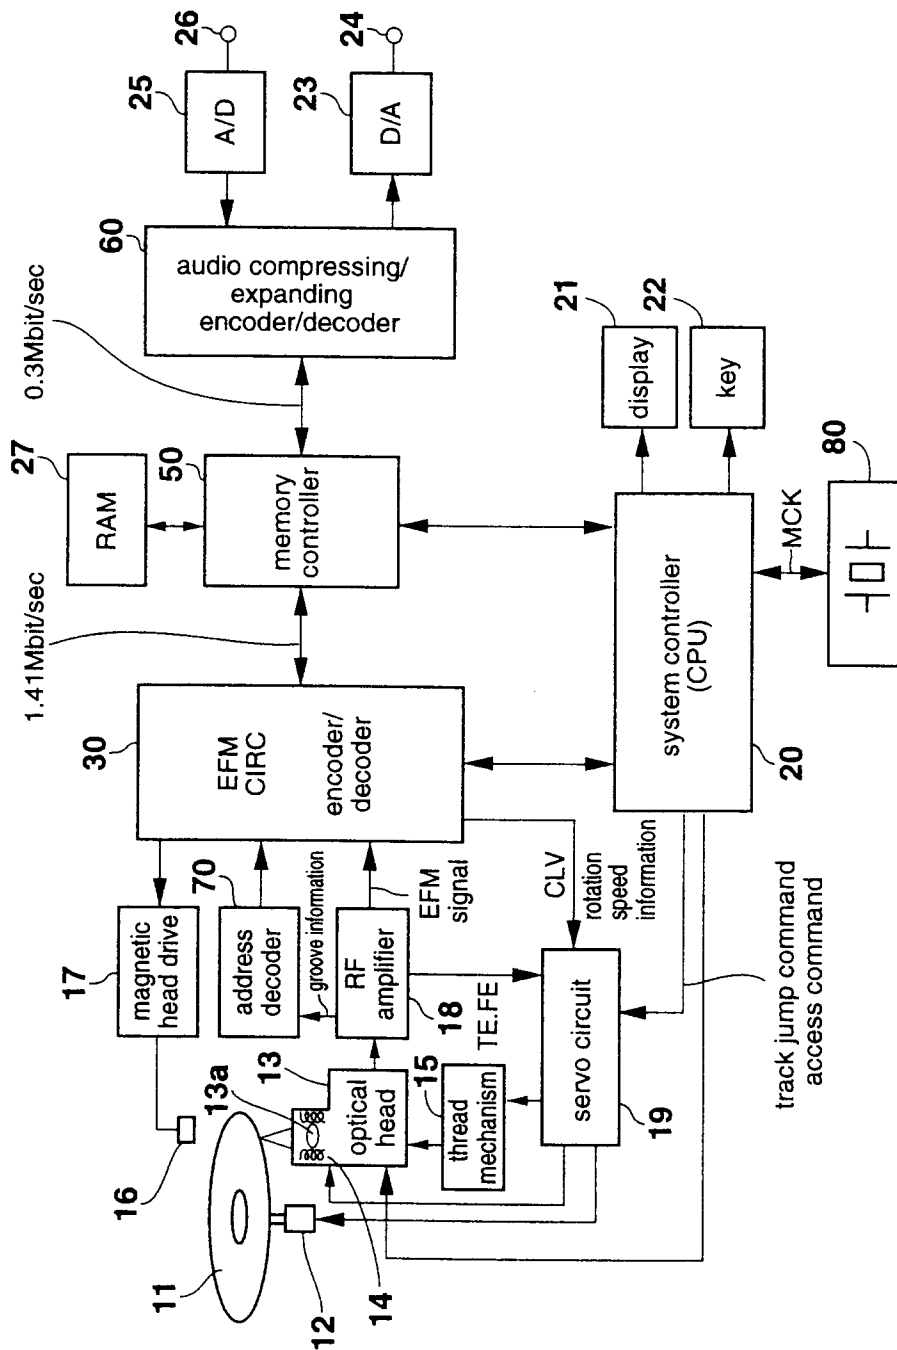 26
24
25
A/D
23
D/A
60
audio compressing/
expanding
encoder/decoder
0.3Mbit/sec
21
display
22
key
27
RAM
50
memory
controller
80
MCK
1.41Mbit/sec
30
EFM
CIRC
encoder/
decoder
system controller
(CPU)
20
17
magnetic
head drive
70
address
decoder
groove information
RF
amplifier
18
EFM
signal
CLV
rotation
speed
information
TE.FE
servo circuit
19
track jump command
access command
16
13
13a
optical
head
15
thread
mechanism
11
12
14